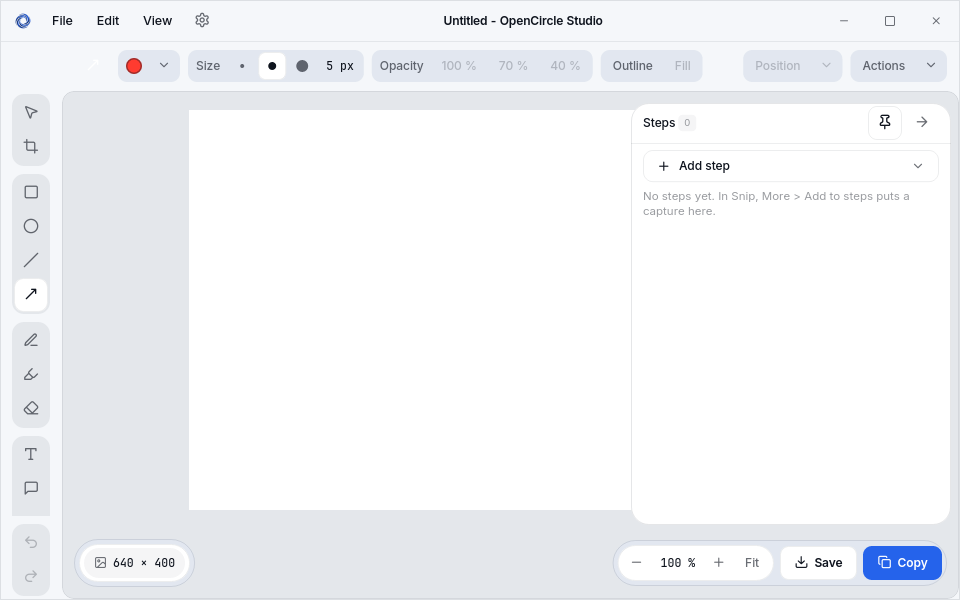 File Edit View Untitled - OpenCircle Studio
Size 5 px Opacity 100 % 70 % 40 % Outline Fill Position Actions
Steps 0
Add step
No steps yet. In Snip, More > Add to steps puts a
capture here.
640 × 400 100 % Fit Save Copy